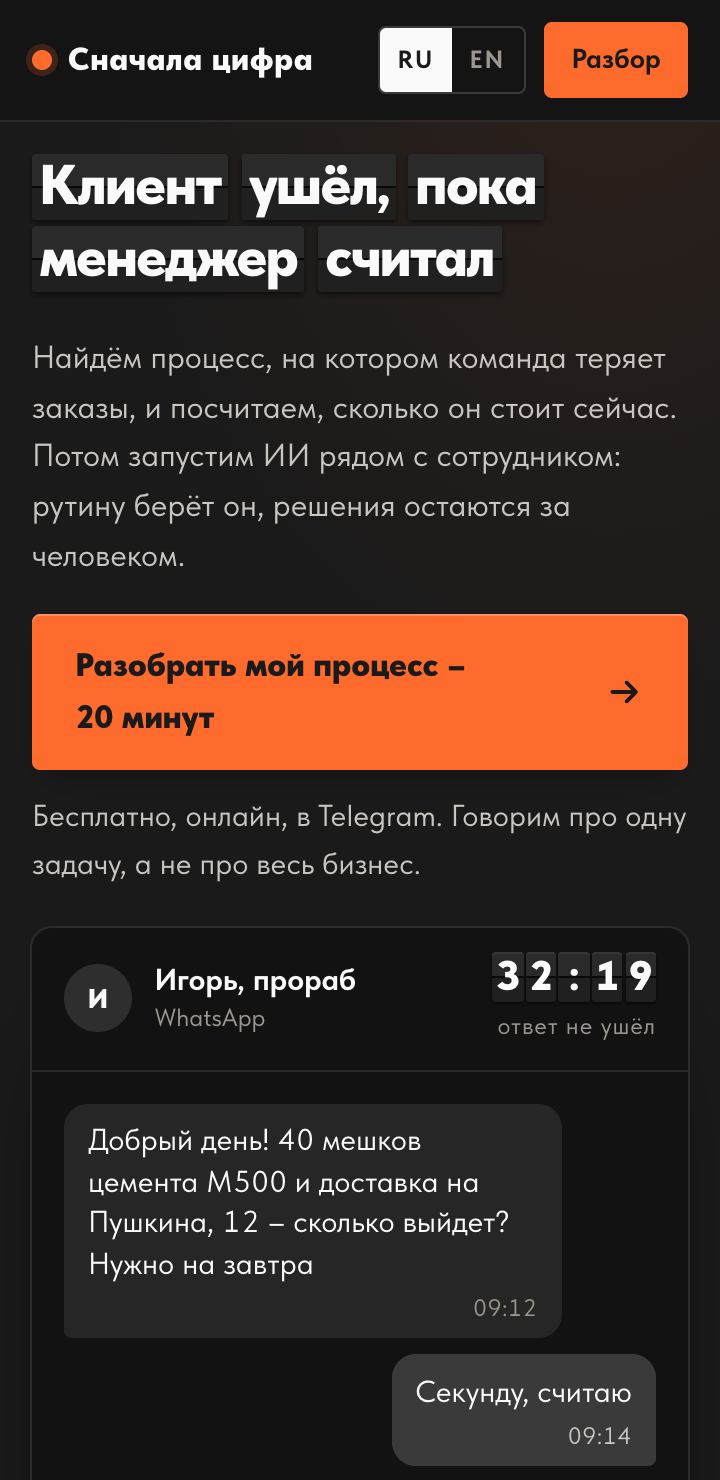 Сначала цифра
RU EN
Разбор
Клиент ушёл, пока
менеджер считал
Найдём процесс, на котором команда теряет
заказы, и посчитаем, сколько он стоит сейчас.
Потом запустим ИИ рядом с сотрудником:
рутину берёт он, решения остаются за
человеком.
Разобрать мой процесс –
20 минут
→
Бесплатно, онлайн, в Telegram. Говорим про одну
задачу, а не про весь бизнес.
И
Игорь, прораб
WhatsApp
32:19
ответ не ушёл
Добрый день! 40 мешков
цемента М500 и доставка на
Пушкина, 12 – сколько выйдет?
Нужно на завтра
09:12
Секунду, считаю
09:14